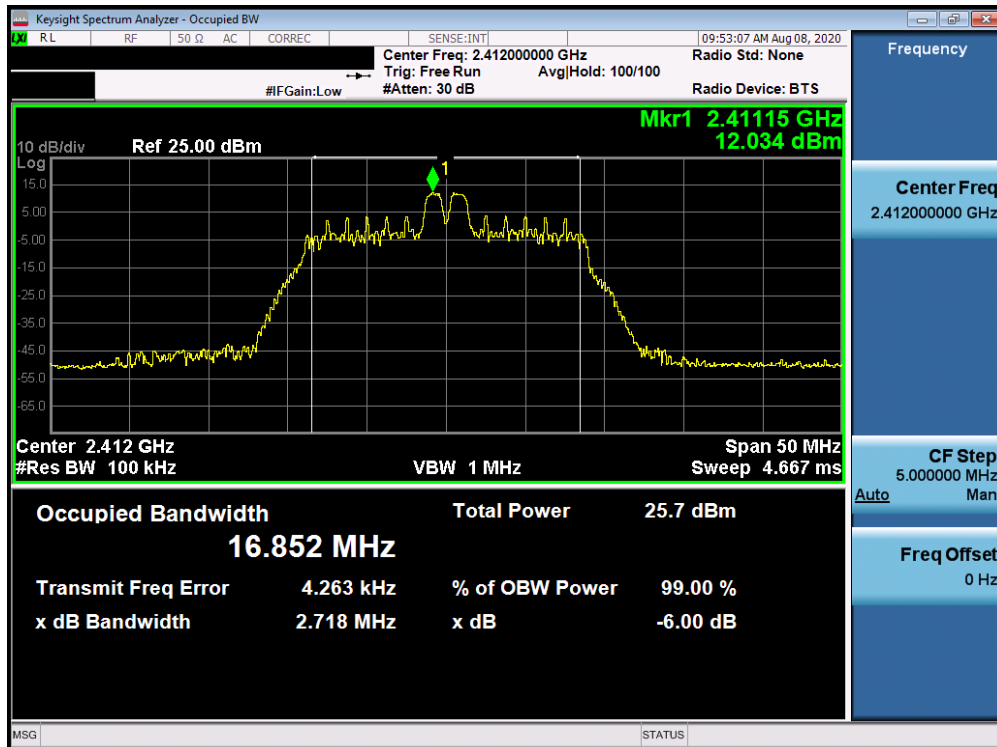 Keysight Spectrum Analyzer - Occupied BW
LXI RL RF 50 Ω AC CORREC SENSE:INT 09:53:07 AM Aug 08, 2020
Center Freq: 2.412000000 GHz Radio Std: None
Trig: Free Run Avg|Hold: 100/100
#IFGain:Low #Atten: 30 dB Radio Device: BTS
Mkr1 2.41115 GHz
12.034 dBm
10 dB/div Ref 25.00 dBm
Log
1
15.0
5.00
-5.00
-15.0
-25.0
-35.0
-45.0
-55.0
-65.0
Center 2.412 GHz Span 50 MHz
#Res BW 100 kHz VBW 1 MHz Sweep 4.667 ms
Occupied Bandwidth Total Power 25.7 dBm
16.852 MHz
Transmit Freq Error 4.263 kHz % of OBW Power 99.00 %
x dB Bandwidth 2.718 MHz x dB -6.00 dB
MSG STATUS
Frequency
Center Freq
2.412000000 GHz
CF Step
5.000000 MHz
Auto Man
Freq Offset
0 Hz